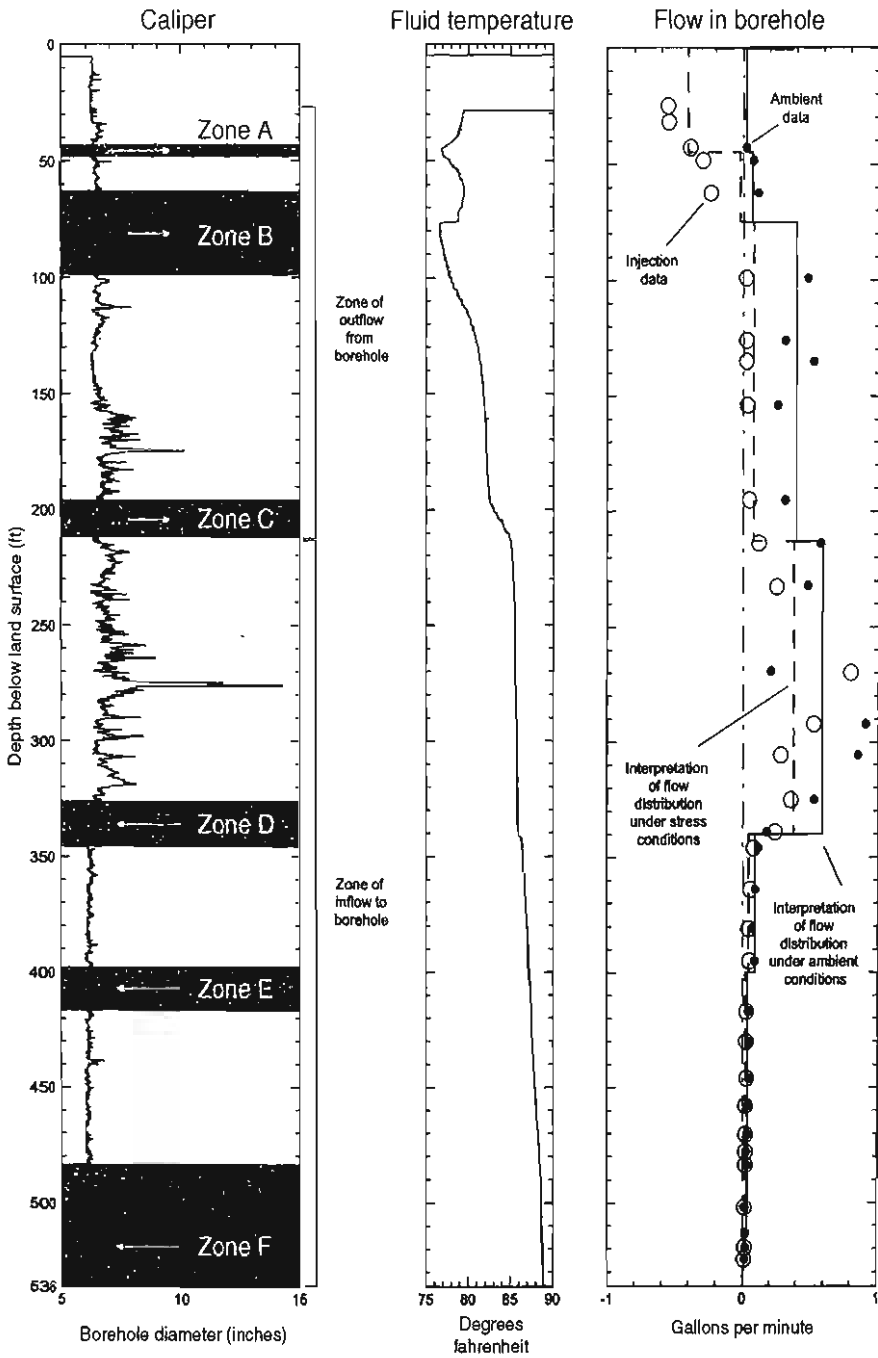 Caliper
Fluid temperature
Flow in borehole
0
50
100
150
200
250
300
350
400
450
500
636
Depth below land surface (ft)
Zone A
Zone B
Zone C
Zone D
Zone E
Zone F
5
10
16
Borehole diameter (inches)
Zone of
outflow
from
borehole
Zone of
inflow to
borehole
75
80
85
90
Degrees
fahrenheit
Ambient
data
Injection
data
Interpretation
of flow
distribution
under stress
conditions
Interpretation
of flow
distribution
under ambient
conditions
-1
0
1
Gallons per minute